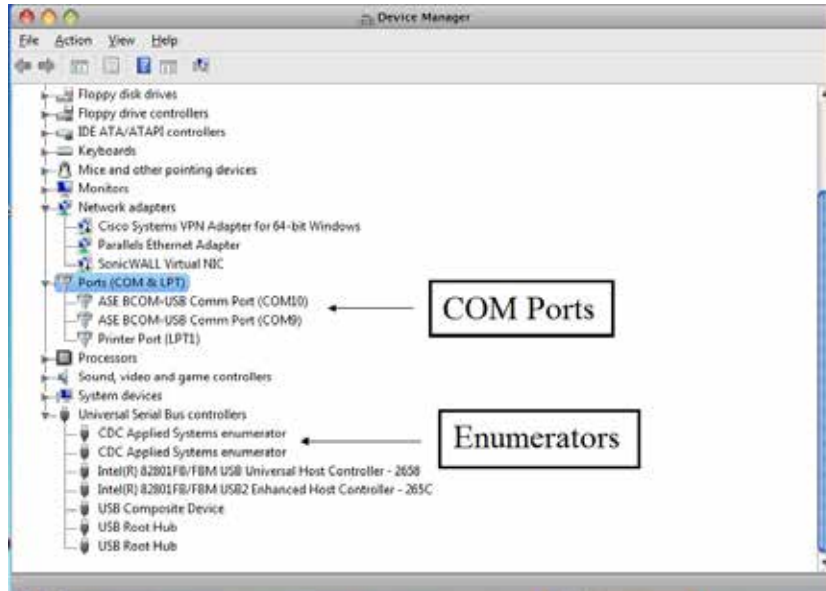 Device Manager
File Action View Help
Floppy disk drives
Floppy drive controllers
IDE ATA/ATAPI controllers
Keyboards
Mice and other pointing devices
Monitors
Network adapters
Cisco Systems VPN Adapter for 64-bit Windows
Parallels Ethernet Adapter
SonicWALL Virtual NIC
Ports (COM & LPT)
ASE BCOM-USB Comm Port (COM10)
ASE BCOM-USB Comm Port (COM9)
Printer Port (LPT1)
COM Ports
Processors
Sound, video and game controllers
System devices
Universal Serial Bus controllers
CDC Applied Systems enumerator
CDC Applied Systems enumerator
Enumerators
Intel(R) 82801FB/FBM USB Universal Host Controller - 2658
Intel(R) 82801FB/FBM USB2 Enhanced Host Controller - 265C
USB Composite Device
USB Root Hub
USB Root Hub